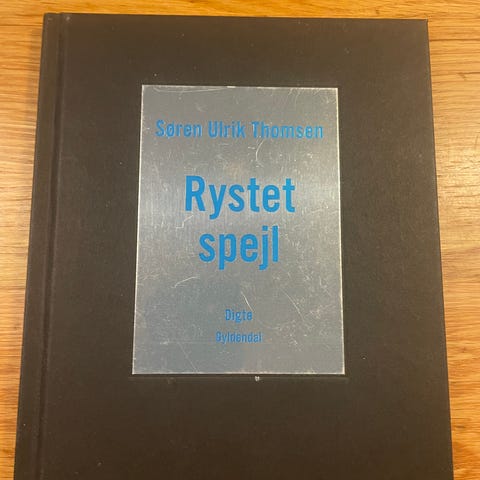 Søren Ulrik Thomsen
Rystet
spejl
Digte
Gyldendal